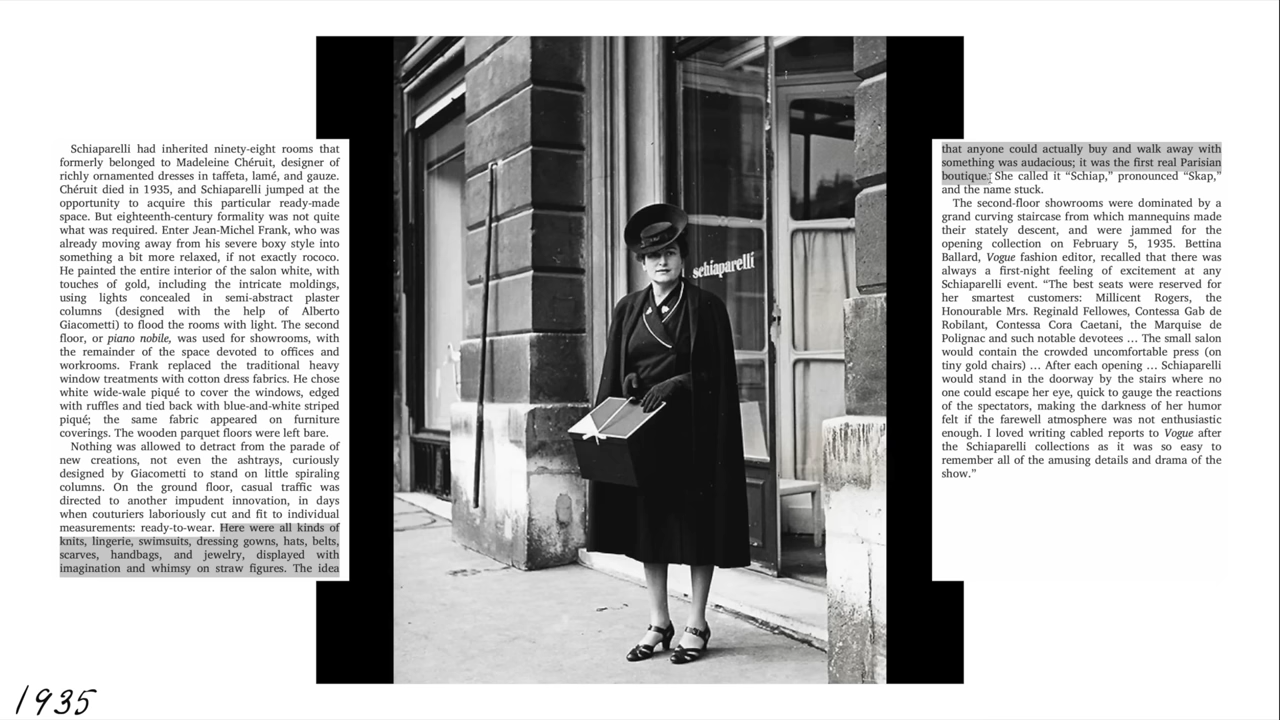 Schiaparelli had inherited ninety-eight rooms that
formerly belonged to Madeleine Chéruit, designer of
richly ornamented dresses in taffeta, lamé, and gauze.
Chéruit died in 1935, and Schiaparelli jumped at the
opportunity to acquire this particular ready-made
space. But eighteenth-century formality was not quite
what was required. Enter Jean-Michel Frank, who was
already moving away from his severe boxy style into
something a bit more relaxed, if not exactly rococo.
He painted the entire interior of the salon white, with
touches of gold, including the intricate moldings,
using lights concealed in semi-abstract plaster
columns (designed with the help of Alberto
Giacometti) to flood the rooms with light. The second
floor, or piano nobile, was used for showrooms, with
the remainder of the space devoted to offices and
workrooms. Frank replaced the traditional heavy
window treatments with cotton dress fabrics. He chose
white wide-wale piqué to cover the windows, edged
with ruffles and tied back with blue-and-white striped
piqué; the same fabric appeared on furniture
coverings. The wooden parquet floors were left bare.
Nothing was allowed to detract from the parade of
new creations, not even the ashtrays, curiously
designed by Giacometti to stand on little spiraling
columns. On the ground floor, casual traffic was
directed to another impudent innovation, in days
when couturiers laboriously cut and fit to individual
measurements: ready-to-wear. Here were all kinds of
knits, lingerie, swimsuits, dressing gowns, hats, belts,
scarves, handbags, and jewelry, displayed with
imagination and whimsy on straw figures. The idea
schiaparelli
that anyone could actually buy and walk away with
something was audacious; it was the first real Parisian
boutique. She called it “Schiap,” pronounced “Skap,”
and the name stuck.
The second-floor showrooms were dominated by a
grand curving staircase from which mannequins made
their stately descent, and were jammed for the
opening collection on February 5, 1935. Bettina
Ballard, Vogue fashion editor, recalled that there was
always a first-night feeling of excitement at any
Schiaparelli event. “The best seats were reserved for
her smartest customers: Millicent Rogers, the
Honourable Mrs. Reginald Fellowes, Contessa Gab de
Robilant, Contessa Cora Caetani, the Marquise de
Polignac and such notable devotees … The small salon
would contain the crowded uncomfortable press (on
tiny gold chairs) … After each opening … Schiaparelli
would stand in the doorway by the stairs where no
one could escape her eye, quick to gauge the reactions
of the spectators, making the darkness of her humor
felt if the farewell atmosphere was not enthusiastic
enough. I loved writing cabled reports to Vogue after
the Schiaparelli collections as it was so easy to
remember all of the amusing details and drama of the
show.”
1935